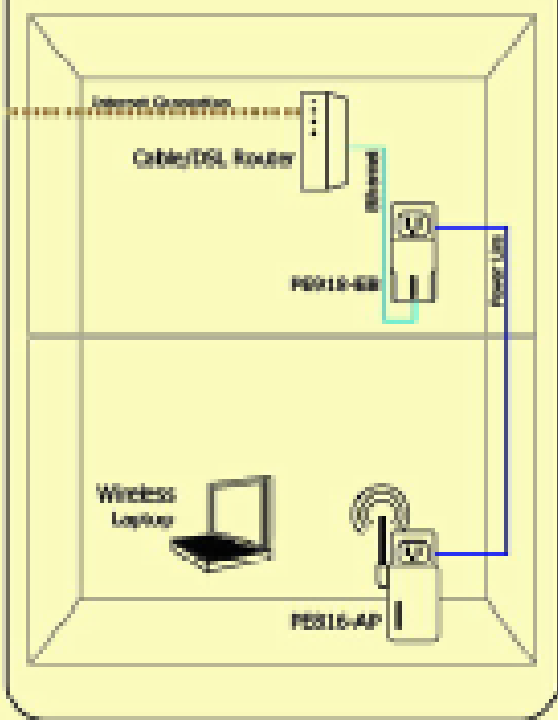 Internet Connection
Cable/DSL Router
Ethernet
Power Line
Wireless
Laptop